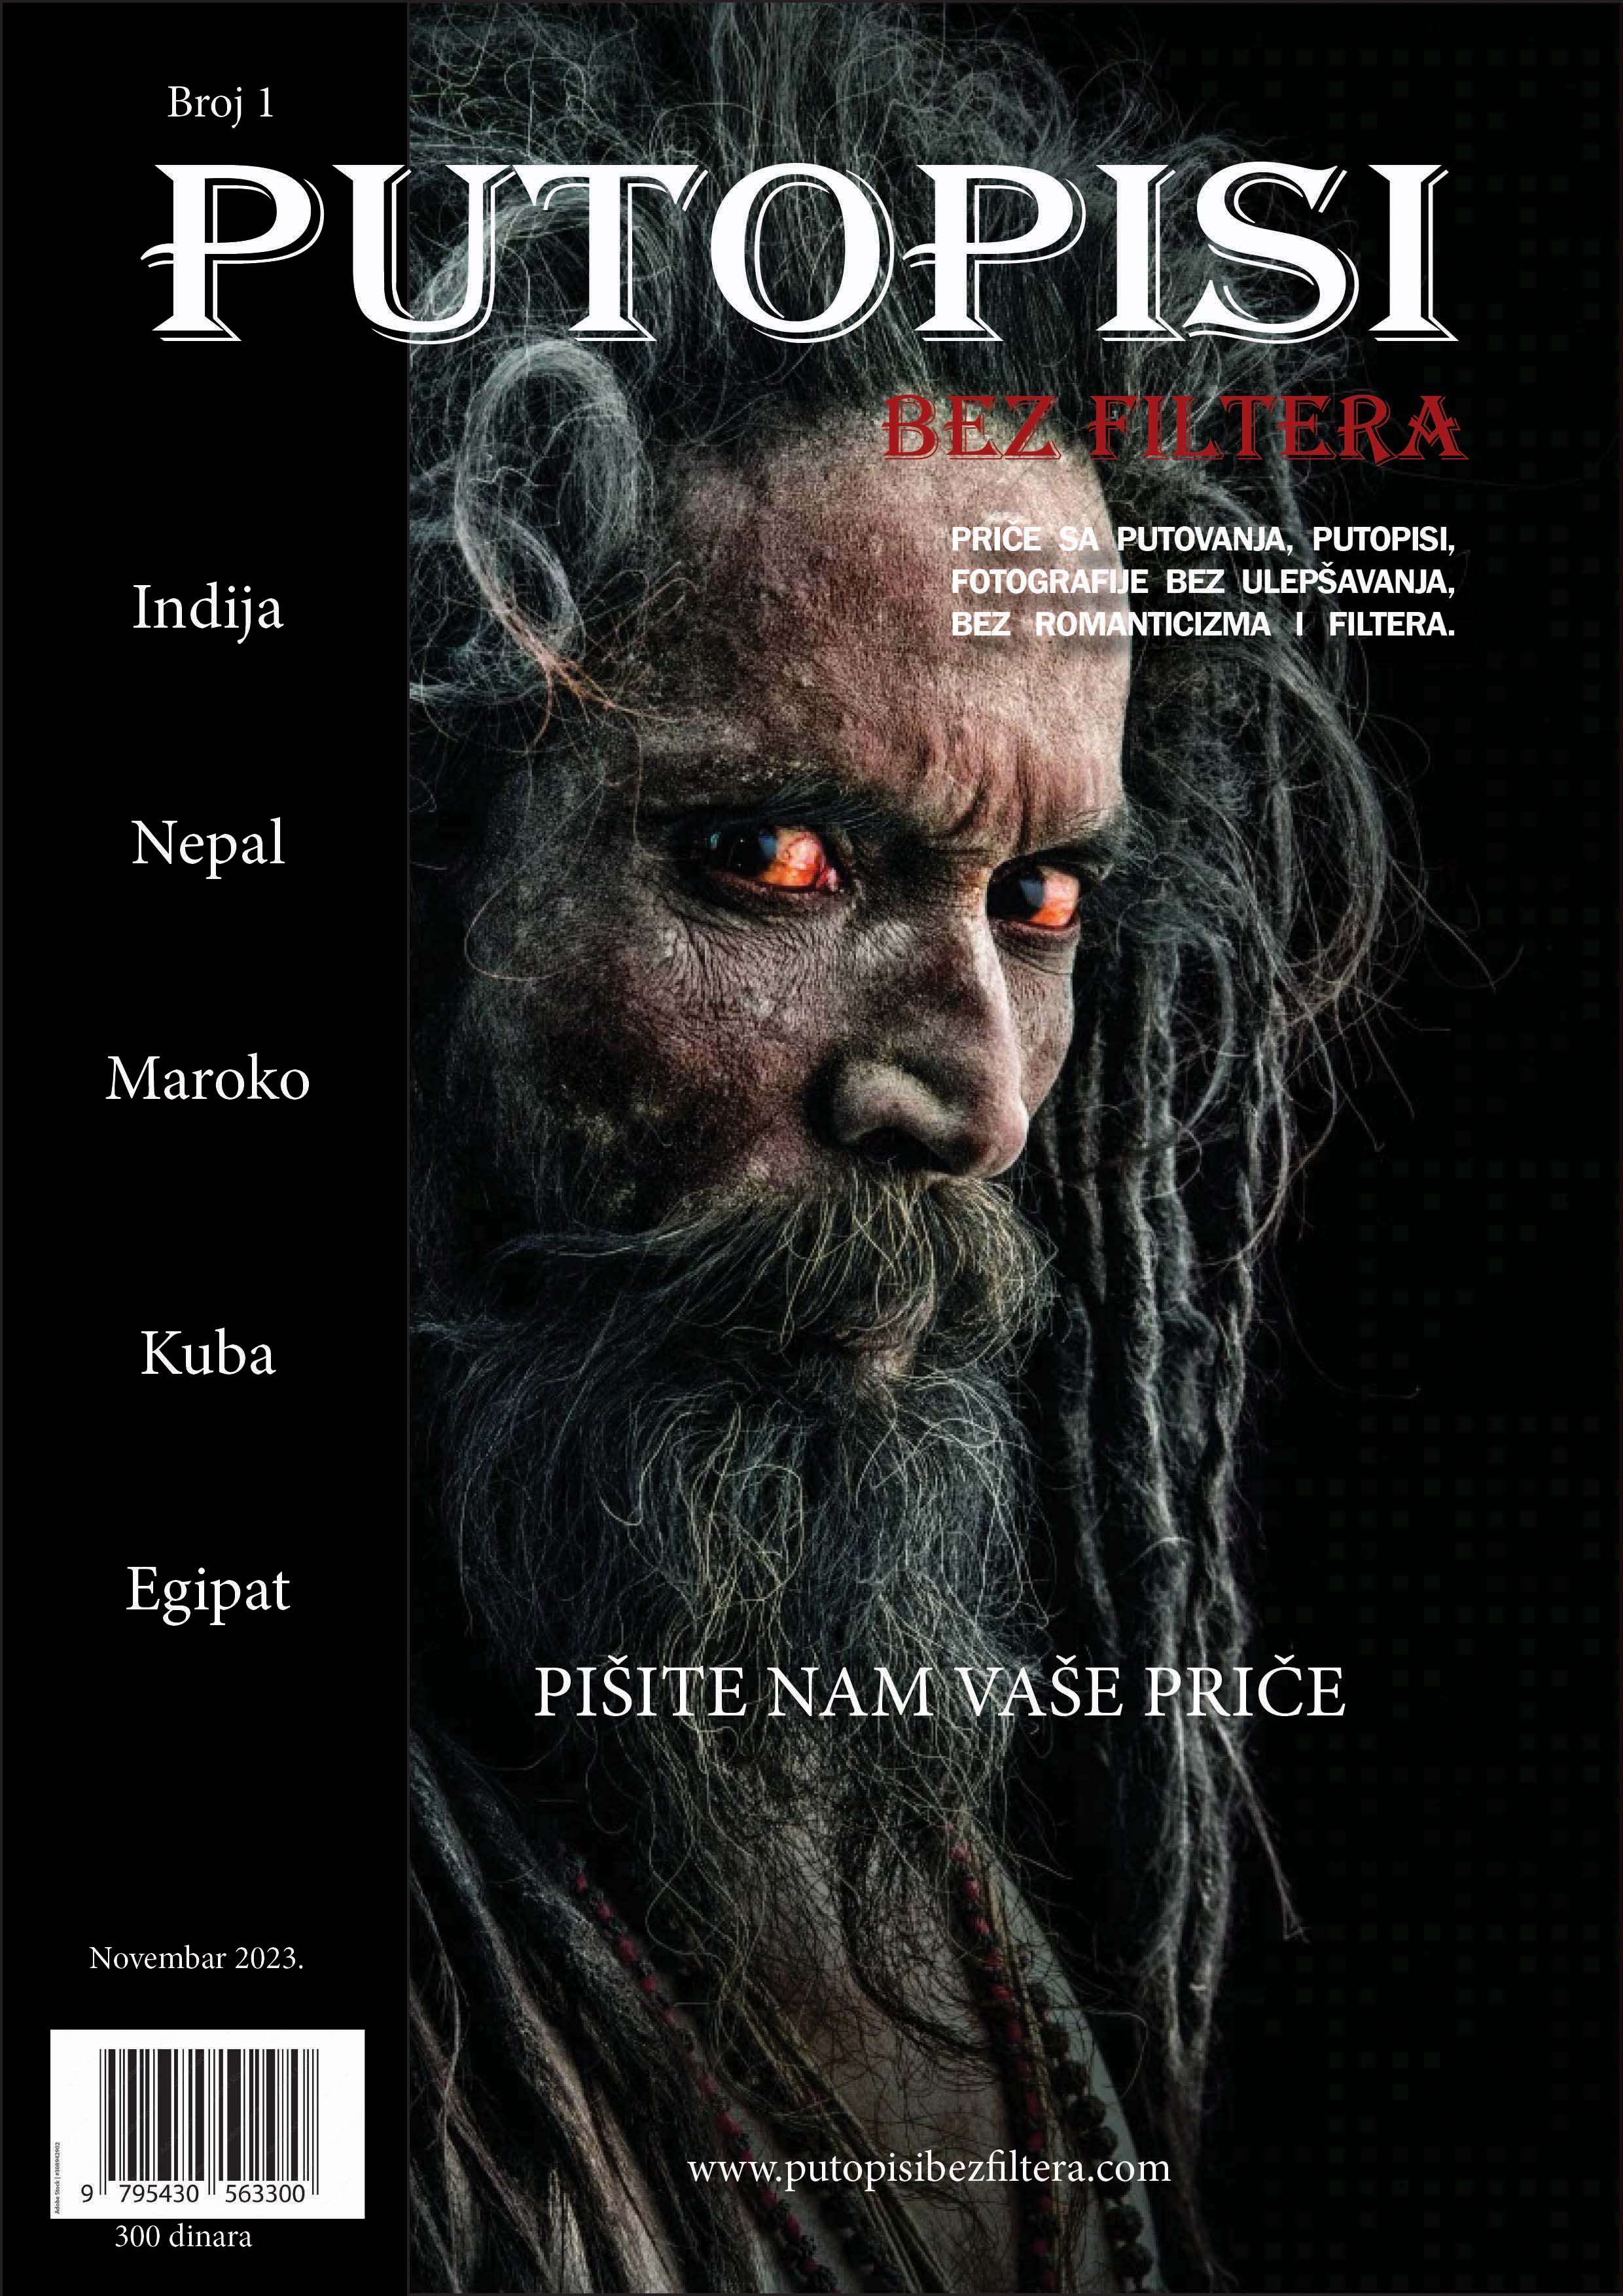 Broj 1
PUTOPISI
BEZ FILTERA
PRIČE SA PUTOVANJA, PUTOPISI,
FOTOGRAFIJE BEZ ULEPŠAVANJA,
BEZ ROMANTICIZMA I FILTERA.
Indija
Nepal
Maroko
Kuba
Egipat
PIŠITE NAM VAŠE PRIČE
Novembar 2023.
9 795430 563300
300 dinara
www.putopisibezfiltera.com